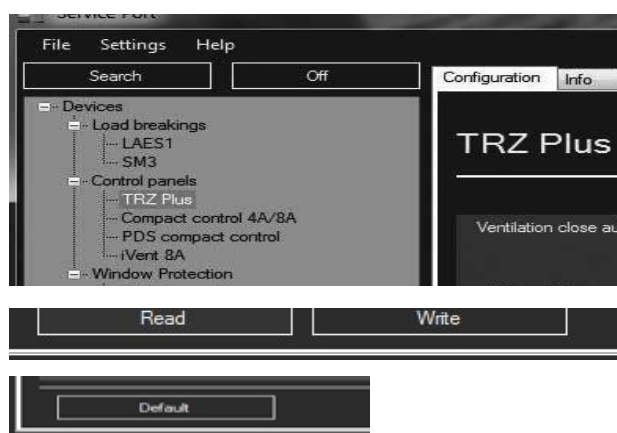 Service Port
File Settings Help
Search Off Configuration Info
Devices
Load breakings
LAES1
SM3
Control panels
TRZ Plus
Compact control 4A/8A
PDS compact control
iVent 8A
Window Protection
TRZ Plus
Ventilation close au
Read Write
Default